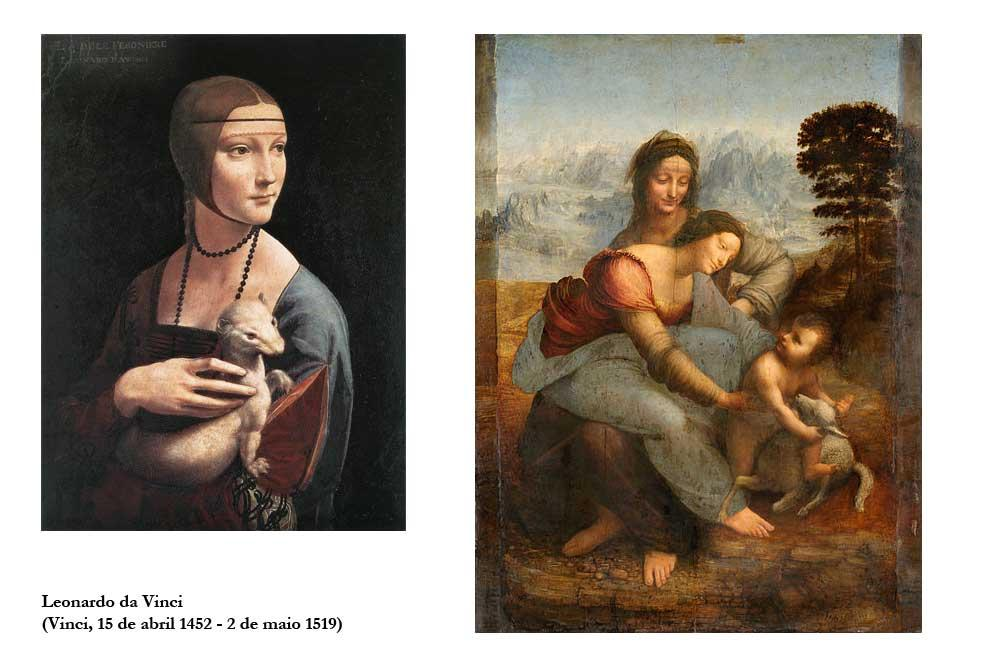 Leonardo da Vinci
(Vinci, 15 de abril 1452 - 2 de maio 1519)